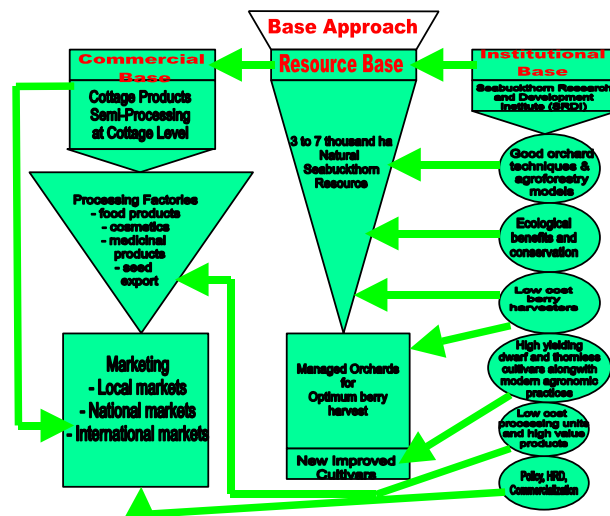 Base Approach
Commercial
Base
Cottage Products
Semi-Processing
at Cottage Level
Processing Factories
- food products
- cosmetics
- medicinal
products
- seed
export
Marketing
- Local markets
- National markets
- International markets
Resource Base
3 to 7 thousand ha
Natural
Seabuckthorn
Resource
Managed Orchards
for
Optimum berry
harvest
New Improved
Cultivars
Institutional
Base
Seabuckthorn Research
and Development
Institute (SRDI)
Good orchard
techniques &
agroforestry
models
Ecological
benefits and
conservation
Low cost
berry
harvesters
High yielding
dwarf and thornless
cultivars alongwith
modern agronomic
practices
Low cost
processing units
and high value
products
Policy, HRD,
Commercialization